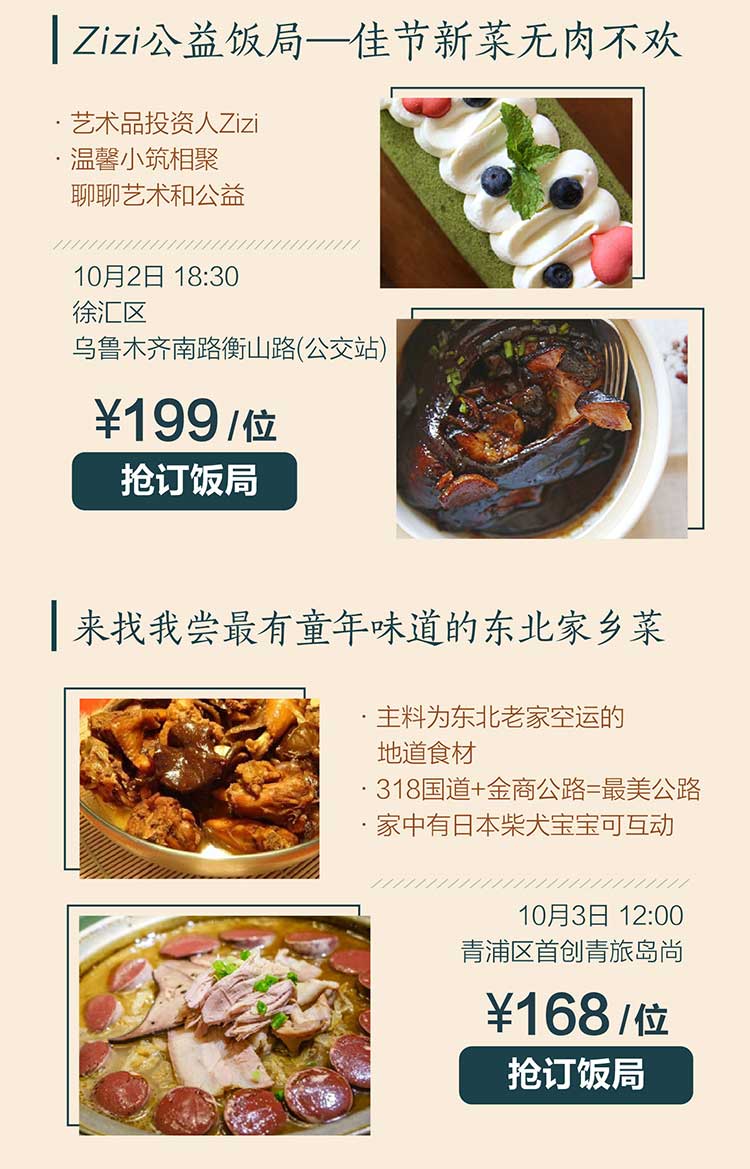 Zizi公益饭局—佳节新菜无肉不欢
· 艺术品投资人Zizi
· 温馨小筑相聚
聊聊艺术和公益
10月2日 18:30
徐汇区
乌鲁木齐南路衡山路(公交站)
¥199/位
抢订饭局
来找我尝最有童年味道的东北家乡菜
· 主料为东北老家空运的
地道食材
· 318国道+金商公路=最美公路
· 家中有日本柴犬宝宝可互动
10月3日 12:00
青浦区首创青旅岛尚
¥168/位
抢订饭局